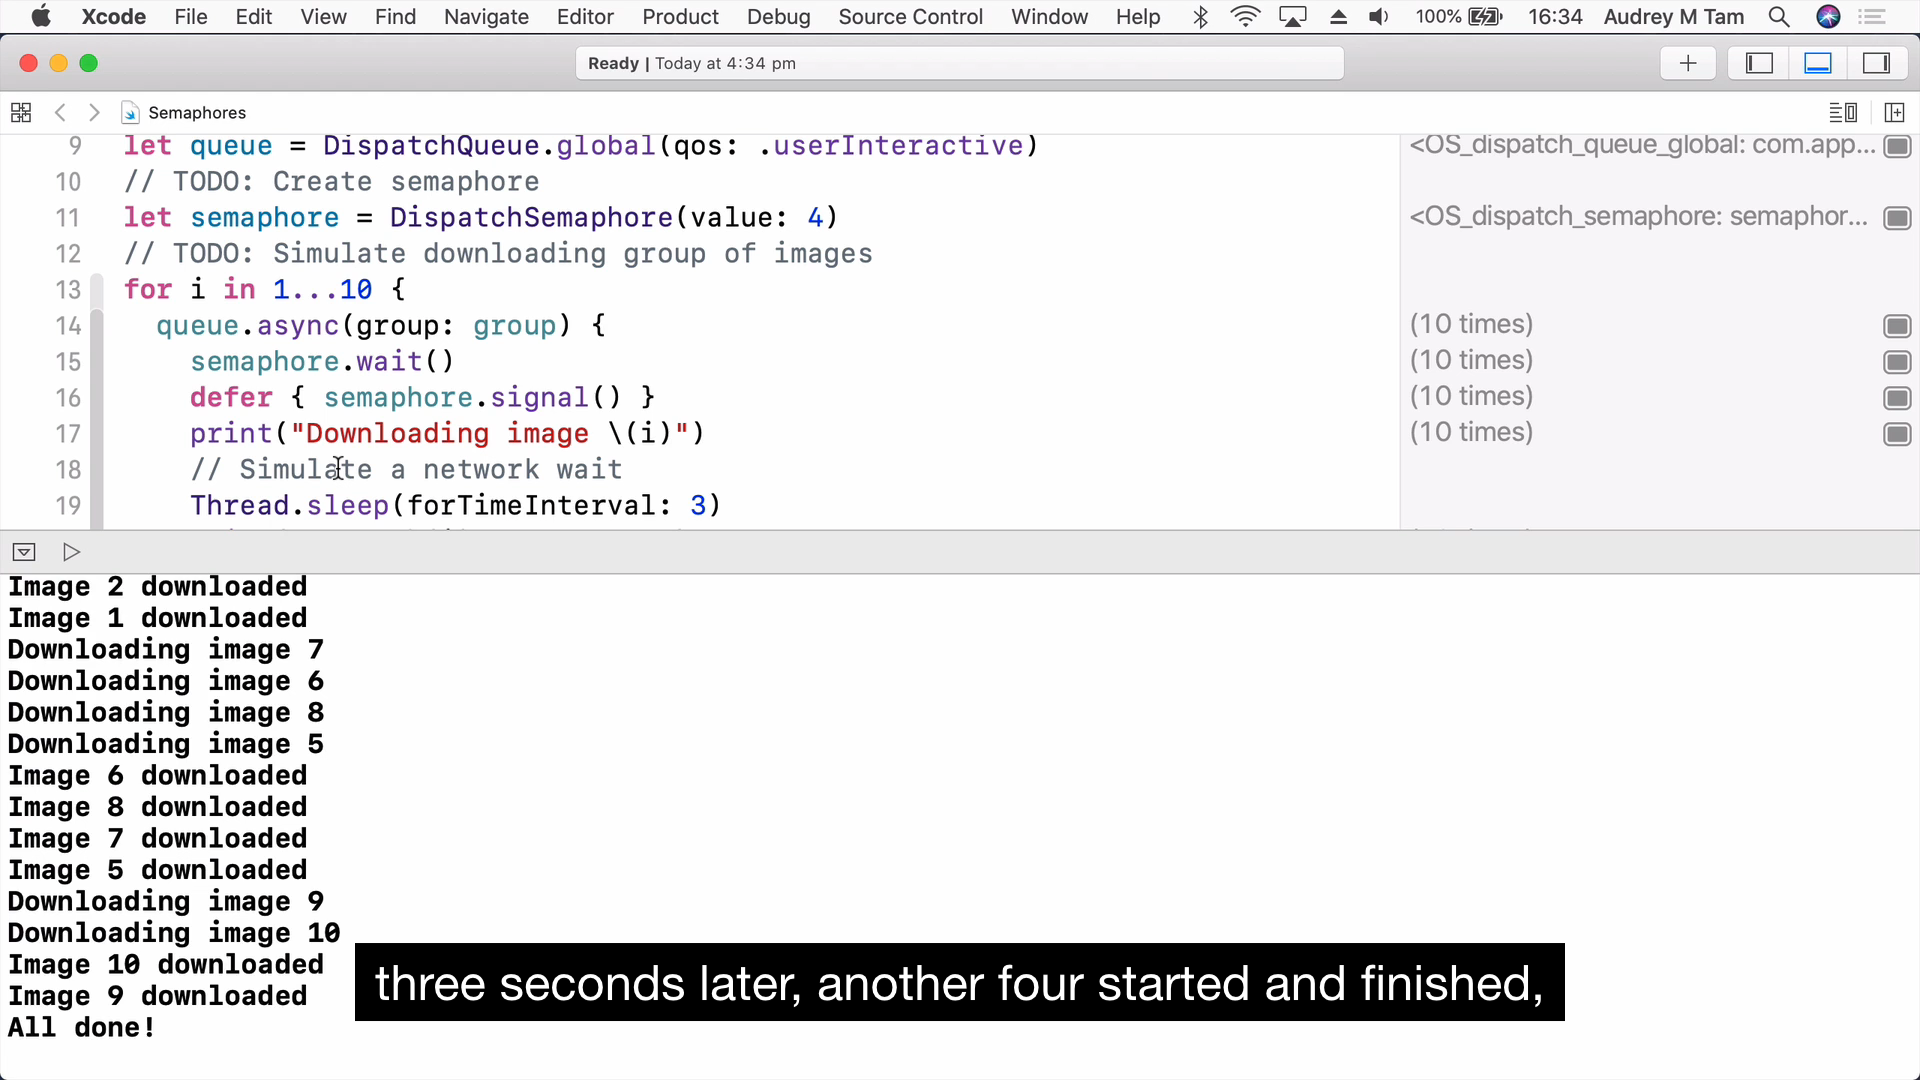 Xcode File Edit View Find Navigate Editor Product Debug Source Control Window Help 100% 16:34 Audrey M Tam
Ready | Today at 4:34 pm
Semaphores
9 let queue = DispatchQueue.global(qos: .userInteractive) <OS_dispatch_queue_global: com.app...
10 // TODO: Create semaphore
11 let semaphore = DispatchSemaphore(value: 4) <OS_dispatch_semaphore: semaphor...
12 // TODO: Simulate downloading group of images
13 for i in 1...10 {
14 queue.async(group: group) { (10 times)
15 semaphore.wait() (10 times)
16 defer { semaphore.signal() } (10 times)
17 print("Downloading image \(i)") (10 times)
18 // Simulate a network wait
19 Thread.sleep(forTimeInterval: 3)
Image 2 downloaded
Image 1 downloaded
Downloading image 7
Downloading image 6
Downloading image 8
Downloading image 5
Image 6 downloaded
Image 8 downloaded
Image 7 downloaded
Image 5 downloaded
Downloading image 9
Downloading image 10
Image 10 downloaded
Image 9 downloaded
All done!
three seconds later, another four started and finished,